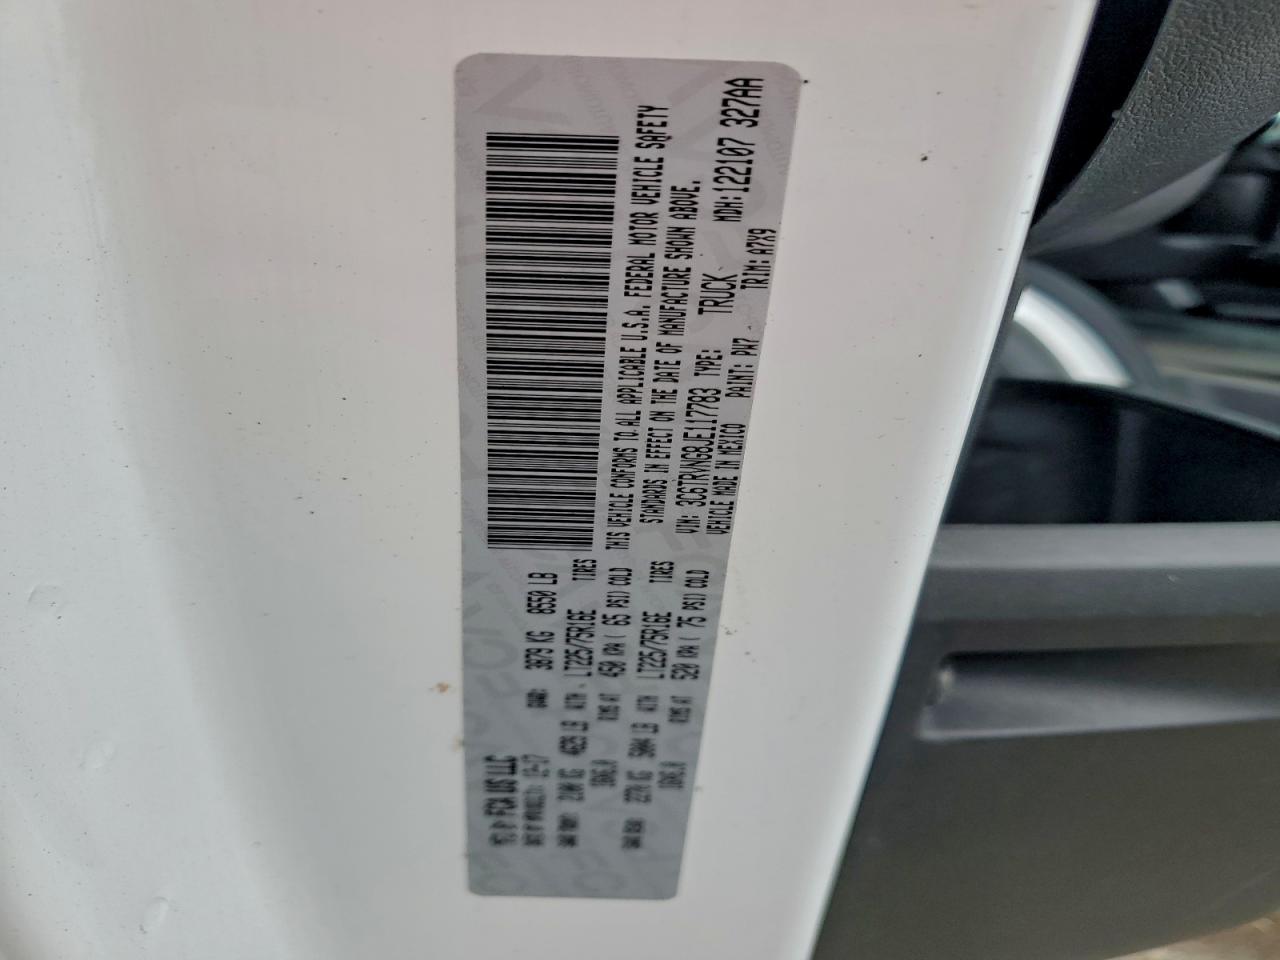 MFD BY FCA US LLC
DATE OF MANUFACTURE: 12-17 GVWR: 3879 KG 8550 LB
GAWR FRONT: 2100 KG 4629 LB WITH LT225/75R16E TIRES
16X6.0 RIMS AT 450 KPA ( 65 PSI) COLD
GAWR REAR: 2270 KG 5004 LB WITH LT225/75R16E TIRES
16X6.0 RIMS AT 520 KPA ( 75 PSI) COLD
THIS VEHICLE CONFORMS TO ALL APPLICABLE U.S.A. FEDERAL MOTOR VEHICLE SAFETY
STANDARDS IN EFFECT ON THE DATE OF MANUFACTURE SHOWN ABOVE.
VIN: 3C6TRVNG8JE117783 TYPE: TRUCK MDH:122107 327AA
VEHICLE MADE IN MEXICO PAINT: PW7 TRIM: A7X9